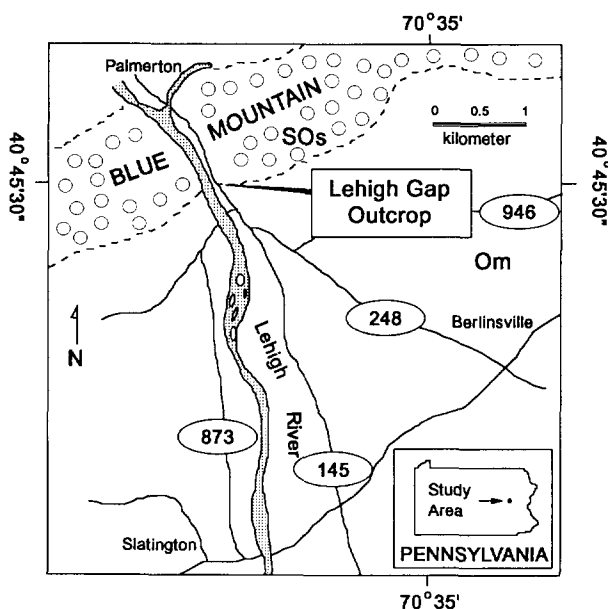 70°35'
Palmerton
MOUNTAIN
SOs
0 0.5 1
kilometer
BLUE
40°45'30"
40°45'30"
Lehigh Gap
Outcrop
946
Om
248
Berlinsville
N
Lehigh
River
873
145
Study
Area
PENNSYLVANIA
Slatington
70°35'